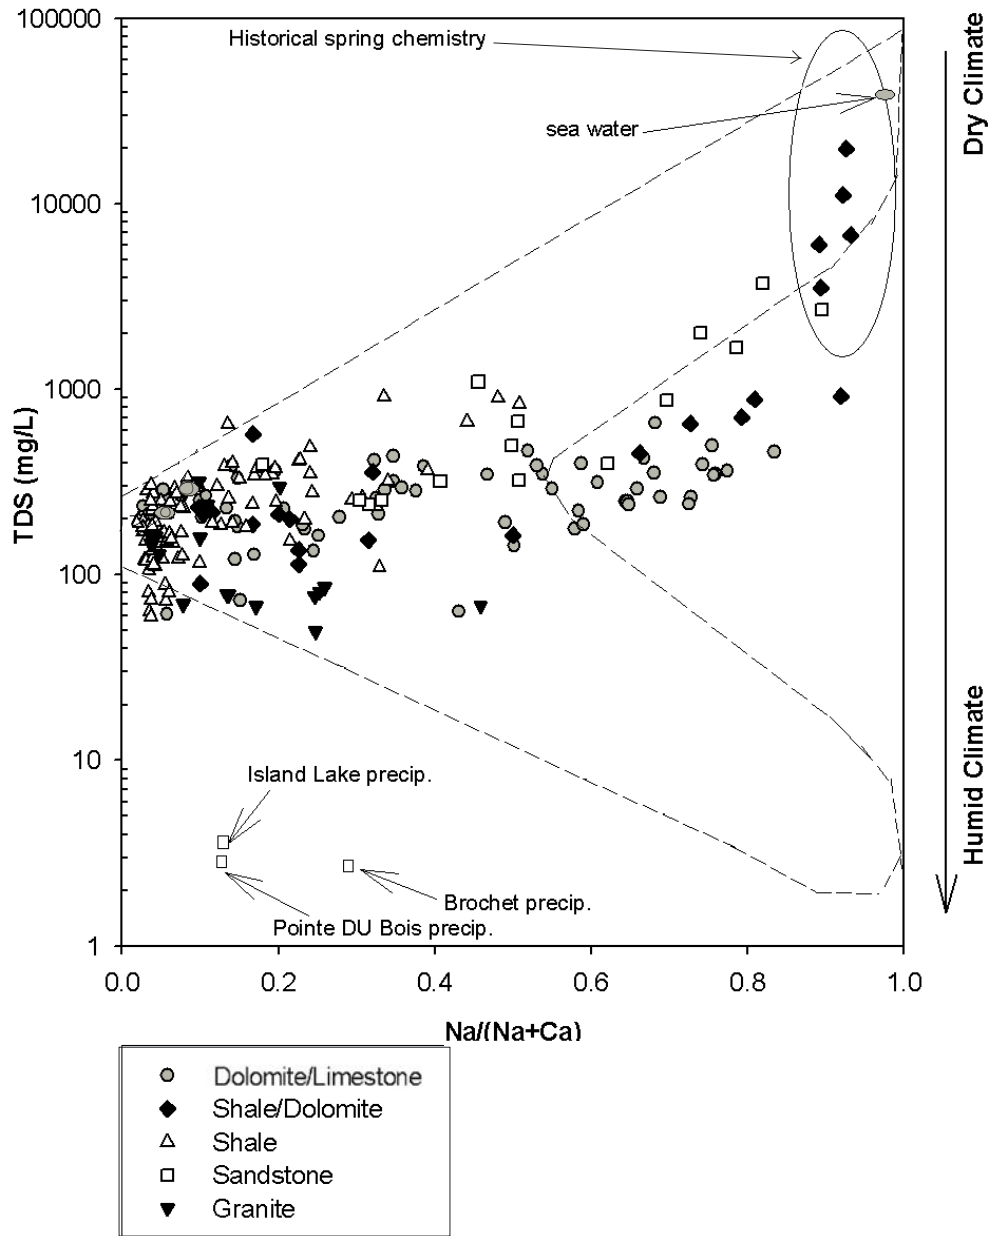 100000
Historical spring chemistry
sea water
Dry Climate
10000
1000
TDS (mg/L)
100
10
Island Lake precip.
Humid Climate
Brochet precip.
Pointe DU Bois precip.
1
0.0 0.2 0.4 0.6 0.8 1.0
Na/(Na+Ca)
Dolomite/Limestone
Shale/Dolomite
Shale
Sandstone
Granite